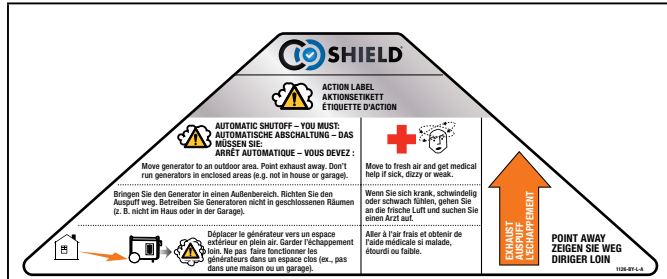 CO SHIELD®
ACTION LABEL
AKTIONSETIKETT
ÉTIQUETTE D'ACTION
AUTOMATIC SHUTOFF – YOU MUST:
AUTOMATISCHE ABSCHALTUNG – DAS
MÜSSEN SIE:
ARRÊT AUTOMATIQUE – VOUS DEVEZ :
Move generator to an outdoor area. Point exhaust away. Don't
run generators in enclosed areas (e.g. not in house or garage).
Move to fresh air and get medical
help if sick, dizzy or weak.
Bringen Sie den Generator in einen Außenbereich. Richten Sie den
Auspuff weg. Betreiben Sie Generatoren nicht in geschlossenen Räumen
(z. B. nicht im Haus oder in der Garage).
Wenn Sie sich krank, schwindelig
oder schwach fühlen, gehen Sie
an die frische Luft und suchen Sie
einen Arzt auf.
Déplacer le générateur vers un espace
extérieur en plein air. Garder l'échappement
loin. Ne pas faire fonctionner les
générateurs dans un espace clos (ex., pas
dans une maison ou un garage).
Aller à l'air frais et obtenir de
l'aide médicale si malade,
étourdi ou faible.
EXHAUST
AUSPUFF
L'ÉCHAPPEMENT
POINT AWAY
ZEIGEN SIE WEG
DIRIGER LOIN
1126-BY-L-A